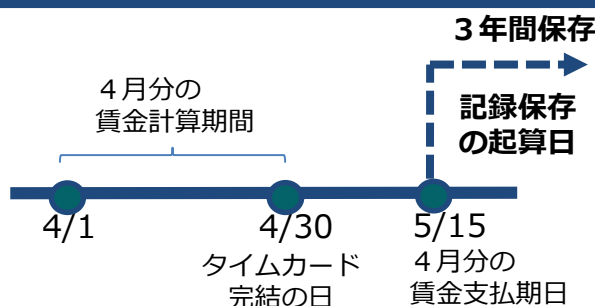 ３年間保存
４月分の
賃金計算期間
記録保存
の起算日
4/1
4/30
5/15
タイムカード
完結の日
４月分の
賃金支払期日